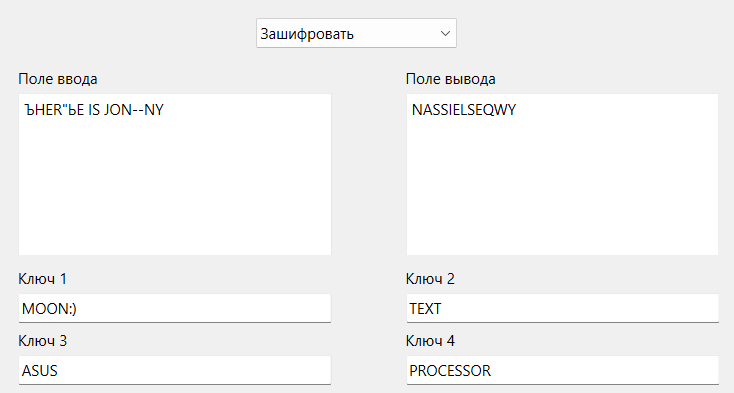 Зашифровать
Поле ввода
Поле вывода
ЪHER"ЬE IS JON--NY
NASSIELSEQWY
Ключ 1
Ключ 2
MOON:)
TEXT
Ключ 3
Ключ 4
ASUS
PROCESSOR